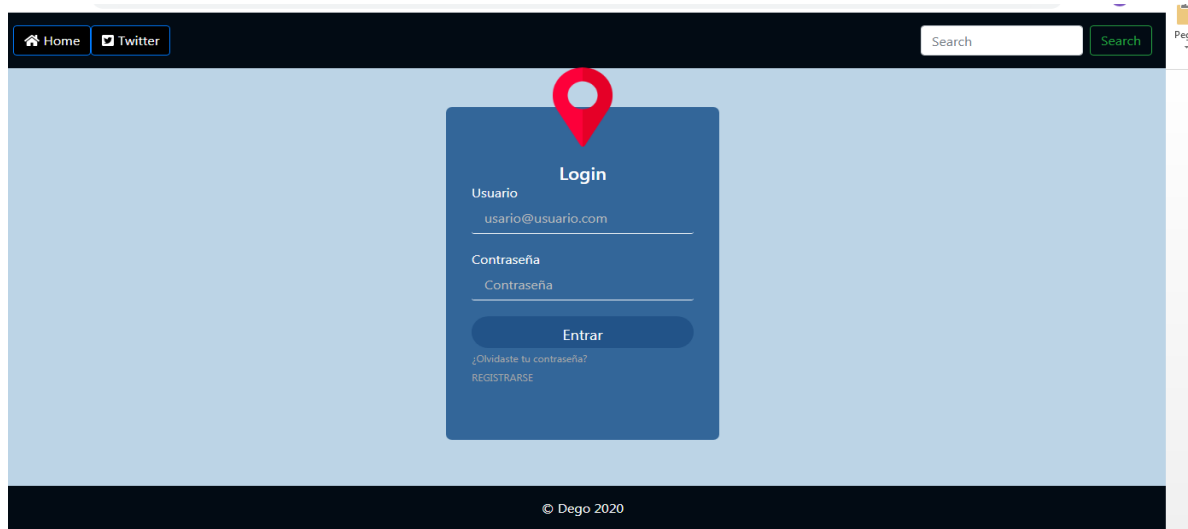 Home Twitter Search Search
Login
Usuario
usario@usuario.com
Contraseña
Contraseña
Entrar
¿Olvidaste tu contraseña?
REGISTRARSE
© Dego 2020